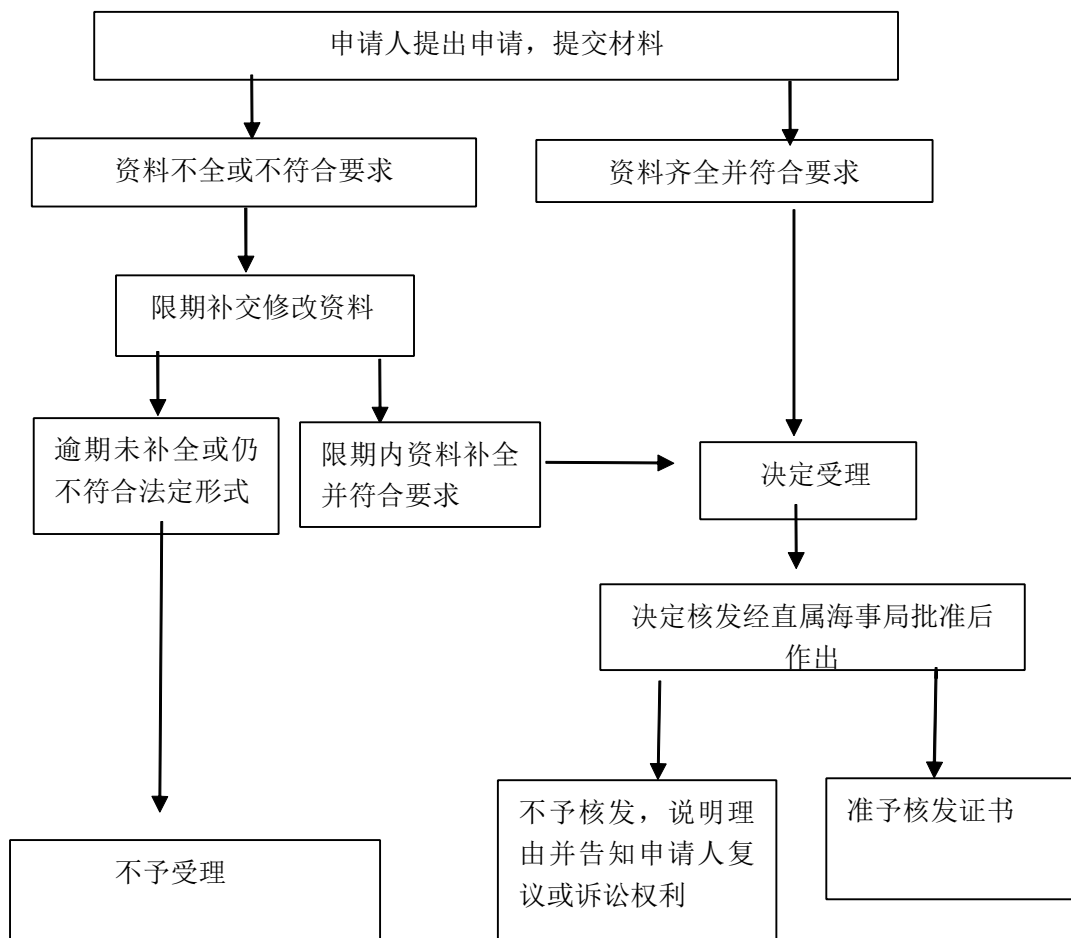 申请人提出申请，提交材料
资料不全或不符合要求
资料齐全并符合要求
限期补交修改资料
逾期未补全或仍
不符合法定形式
限期内资料补全
并符合要求
决定受理
决定核发经直属海事局批准后
作出
不予核发，说明理
由并告知申请人复
议或诉讼权利
准予核发证书
不予受理